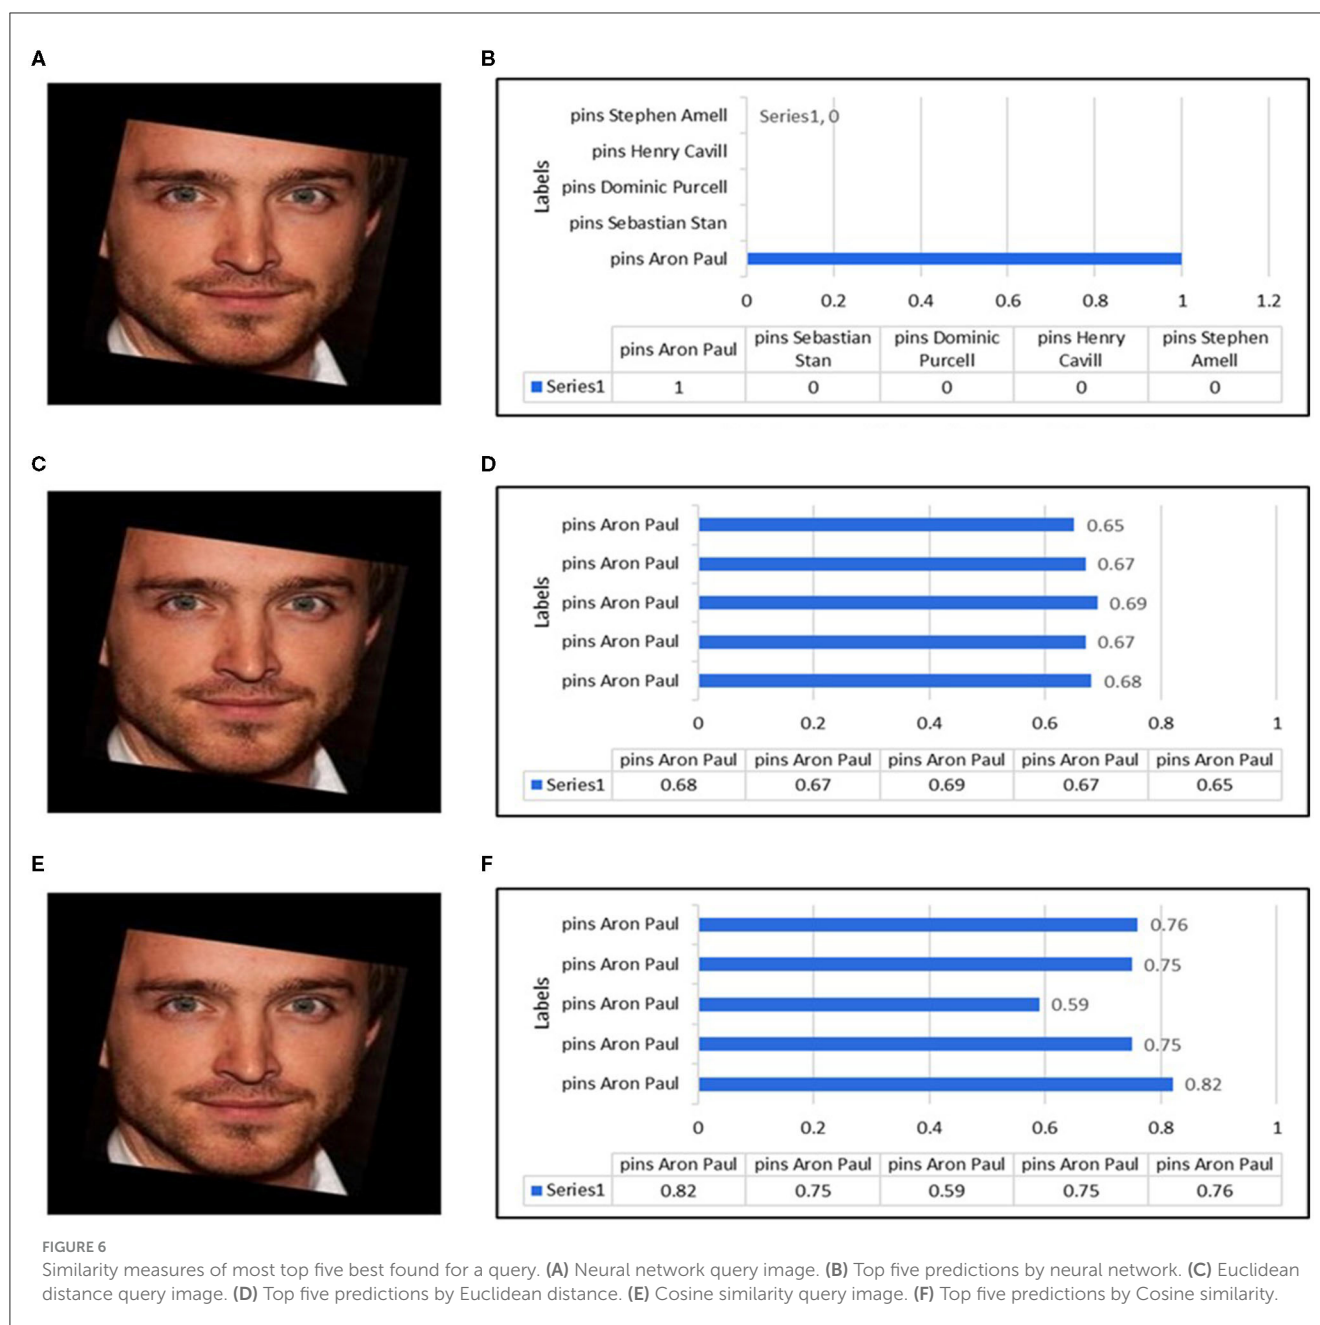 A
B
pins Stephen Amell
Series1, 0
pins Henry Cavill
pins Dominic Purcell
pins Sebastian Stan
pins Aron Paul
Labels
0 0.2 0.4 0.6 0.8 1 1.2
pins Aron Paul pins Sebastian Stan pins Dominic Purcell pins Henry Cavill pins Stephen Amell
Series1 1 0 0 0 0
C
D
pins Aron Paul 0.65
pins Aron Paul 0.67
pins Aron Paul 0.69
pins Aron Paul 0.67
pins Aron Paul 0.68
Labels
0 0.2 0.4 0.6 0.8 1
pins Aron Paul pins Aron Paul pins Aron Paul pins Aron Paul pins Aron Paul
Series1 0.68 0.67 0.69 0.67 0.65
E
F
pins Aron Paul 0.76
pins Aron Paul 0.75
pins Aron Paul 0.59
pins Aron Paul 0.75
pins Aron Paul 0.82
Labels
0 0.2 0.4 0.6 0.8 1
pins Aron Paul pins Aron Paul pins Aron Paul pins Aron Paul pins Aron Paul
Series1 0.82 0.75 0.59 0.75 0.76
FIGURE 6
Similarity measures of most top five best found for a query. (A) Neural network query image. (B) Top five predictions by neural network. (C) Euclidean
distance query image. (D) Top five predictions by Euclidean distance. (E) Cosine similarity query image. (F) Top five predictions by Cosine similarity.